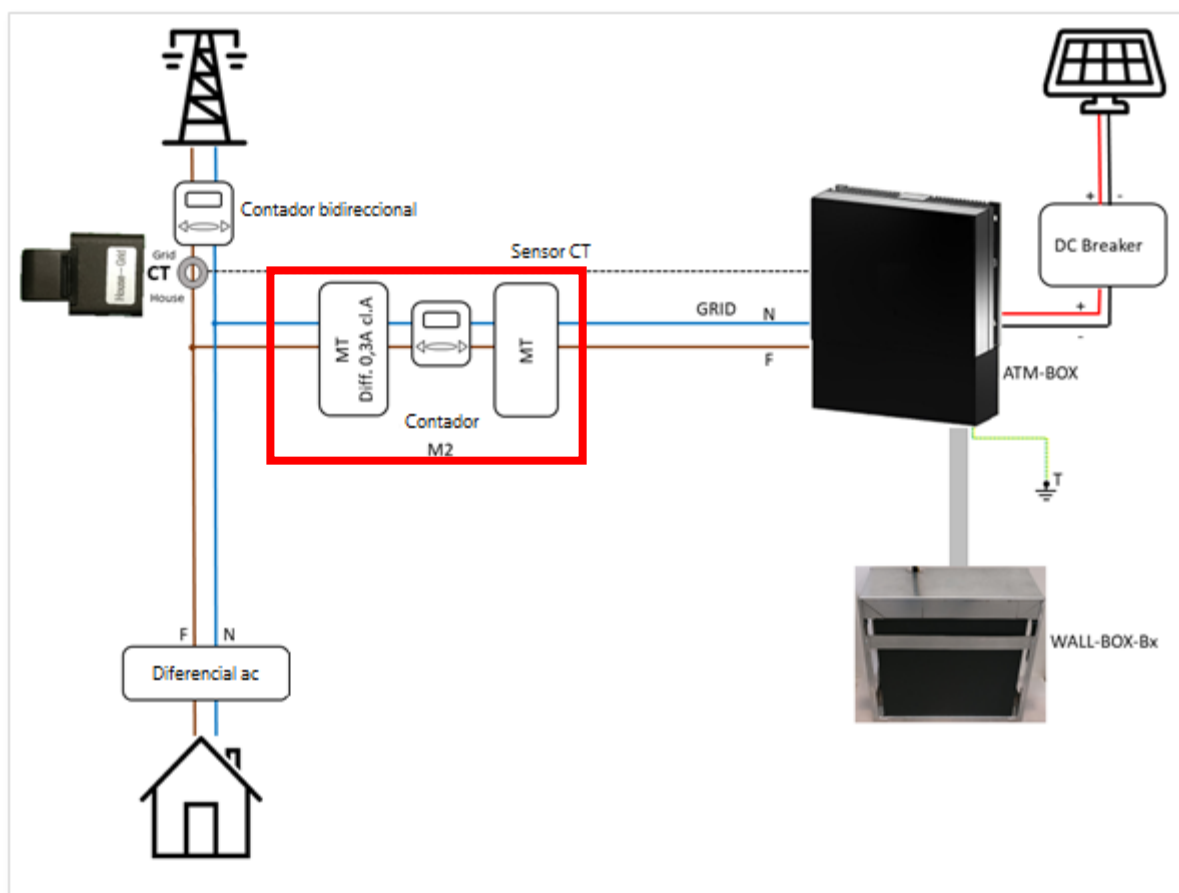 Contador bidireccional
Grid
CT
House
House-Grid
Sensor CT
MT
Diff. 0,3A cl.A
Contador
M2
MT
GRID
N
F
+
-
DC Breaker
+
-
ATM-BOX
T
WALL-BOX-Bx
F
N
Diferencial ac